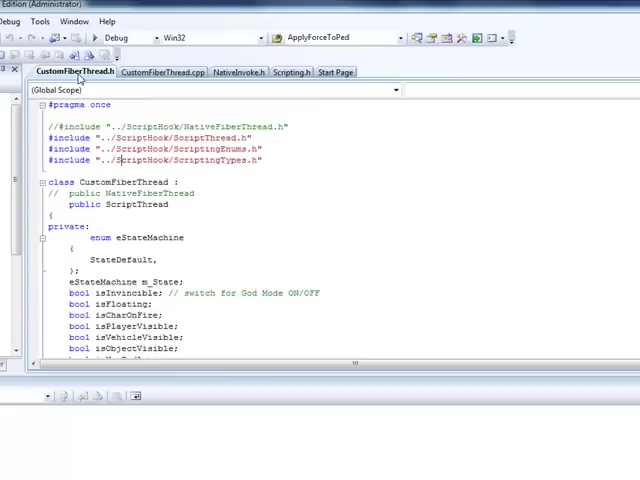 Edition (Administrator)
Debug Tools Window Help
Debug Win32 ApplyForceToPed
CustomFiberThread.h CustomFiberThread.cpp NativeInvoke.h Scripting.h Start Page
(Global Scope)
#pragma once
//#include "../ScriptHook/NativeFiberThread.h"
#include "../ScriptHook/ScriptThread.h"
#include "../ScriptHook/ScriptingEnums.h"
#include "../ScriptHook/ScriptingTypes.h"
class CustomFiberThread :
// public NativeFiberThread
public ScriptThread
{
private:
enum eStateMachine
{
StateDefault,
};
eStateMachine m_State;
bool isInvincible; // switch for God Mode ON/OFF
bool isFloating;
bool isCharOnFire;
bool isPlayerVisible;
bool isVehicleVisible;
bool isObjectVisible;